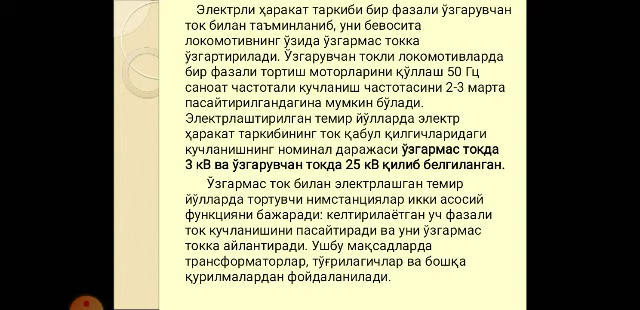 Электрли ҳаракат таркиби бир фазали ўзгарувчан
ток билан таъминланиб, уни бевосита
локомотивнинг ўзида ўзгармас токка
ўзгартирилади. Ўзгарувчан токли локомотивларда
бир фазали тортиш моторларини қўллаш 50 Гц
саноат частотали кучланиш частотасини 2-3 марта
пасайтирилгандагина мумкин бўлади.
Электрлаштирилган темир йўлларда электр
ҳаракат таркибининг ток қабул қилгичларидаги
кучланишнинг номинал даражаси ўзгармас токда
3 кВ ва ўзгарувчан токда 25 кВ қилиб белгиланган.
Ўзгармас ток билан электрлашган темир
йўлларда тортувчи нимстанциялар икки асосий
функцияни бажаради: келтирилаётган уч фазали
ток кучланишини пасайтиради ва уни ўзгармас
токка айлантиради. Ушбу мақсадларда
трансформаторлар, тўғрилагичлар ва бошқа
қурилмалардан фойдаланилади.